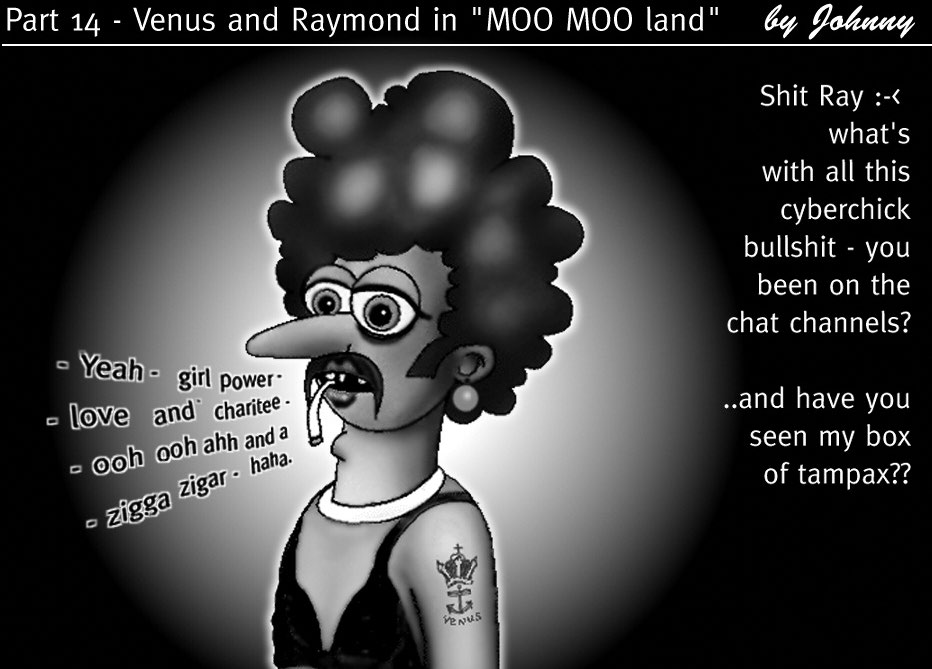 Part 14 - Venus and Raymond in "MOO MOO land"
by Johnny
Shit Ray :-<
what's
with all this
cyberchick
bullshit - you
been on the
chat channels?
..and have you
seen my box
of tampax??
- Yeah - girl power-
- love and charitee -
- ooh ooh ahh and a
- zigga zigar - haha.
venus